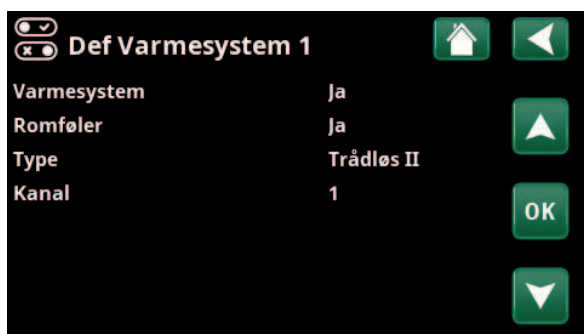 Def Varmesystem 1
Varmesystem Ja
Romføler Ja
Type Trådløs II
Kanal 1
OK